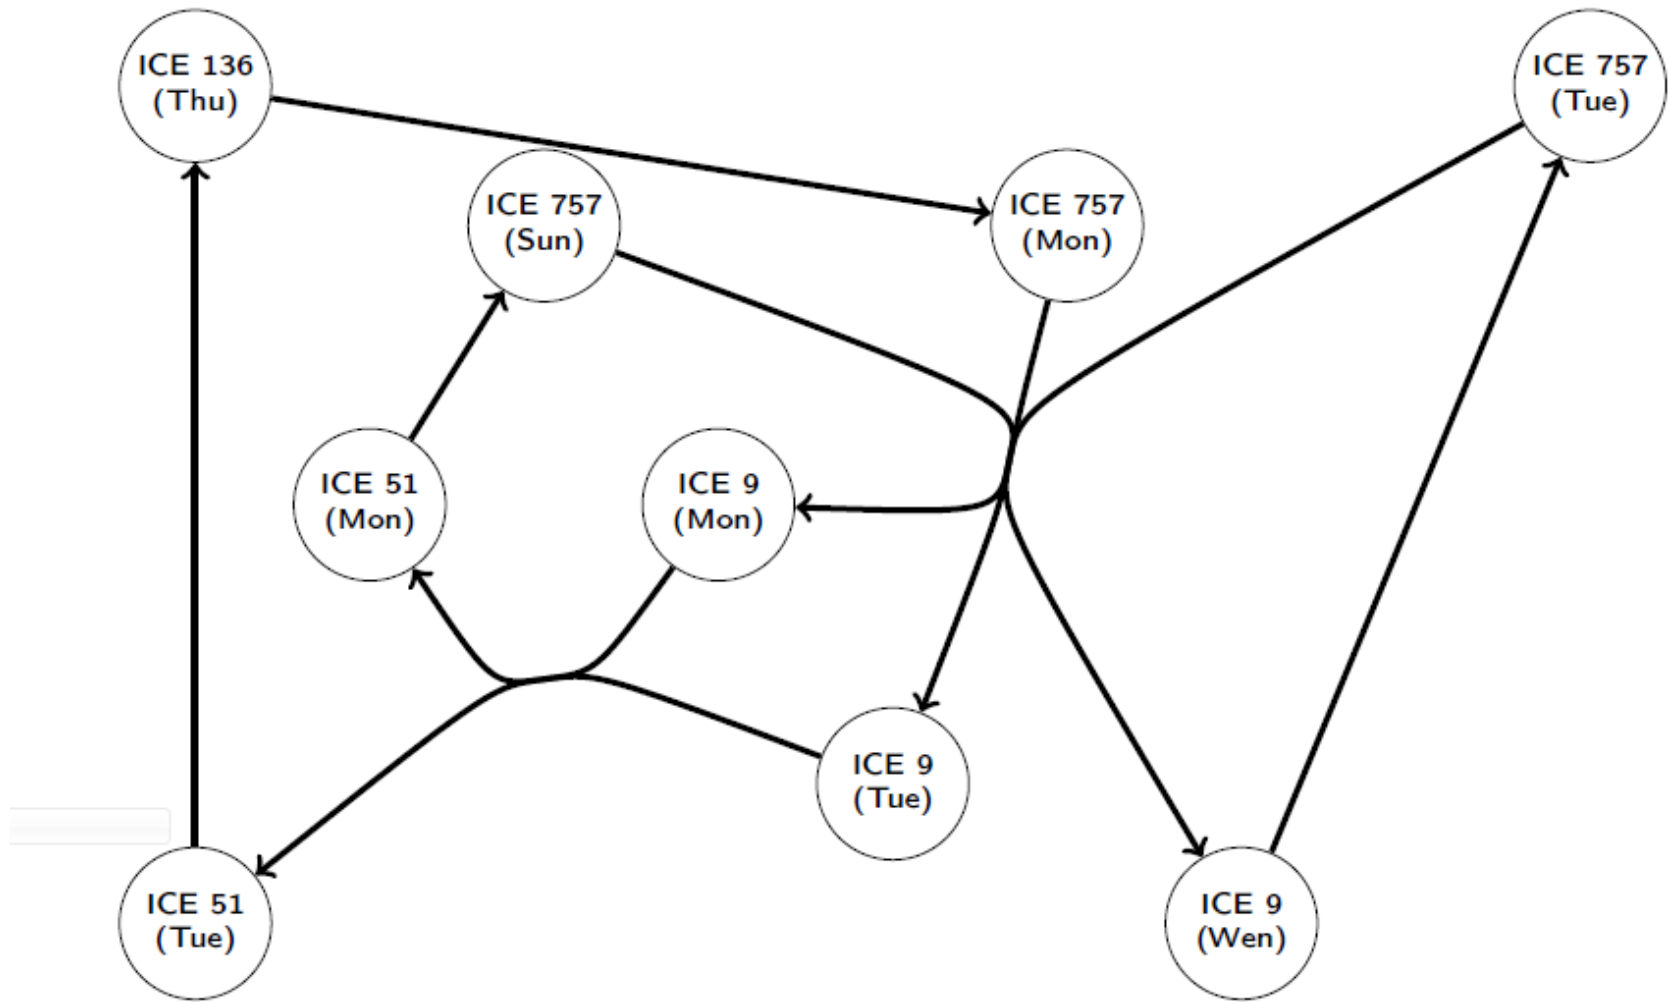 ICE 136
(Thu)
ICE 757
(Tue)
ICE 757
(Sun)
ICE 757
(Mon)
ICE 51
(Mon)
ICE 9
(Mon)
ICE 9
(Tue)
ICE 51
(Tue)
ICE 9
(Wen)